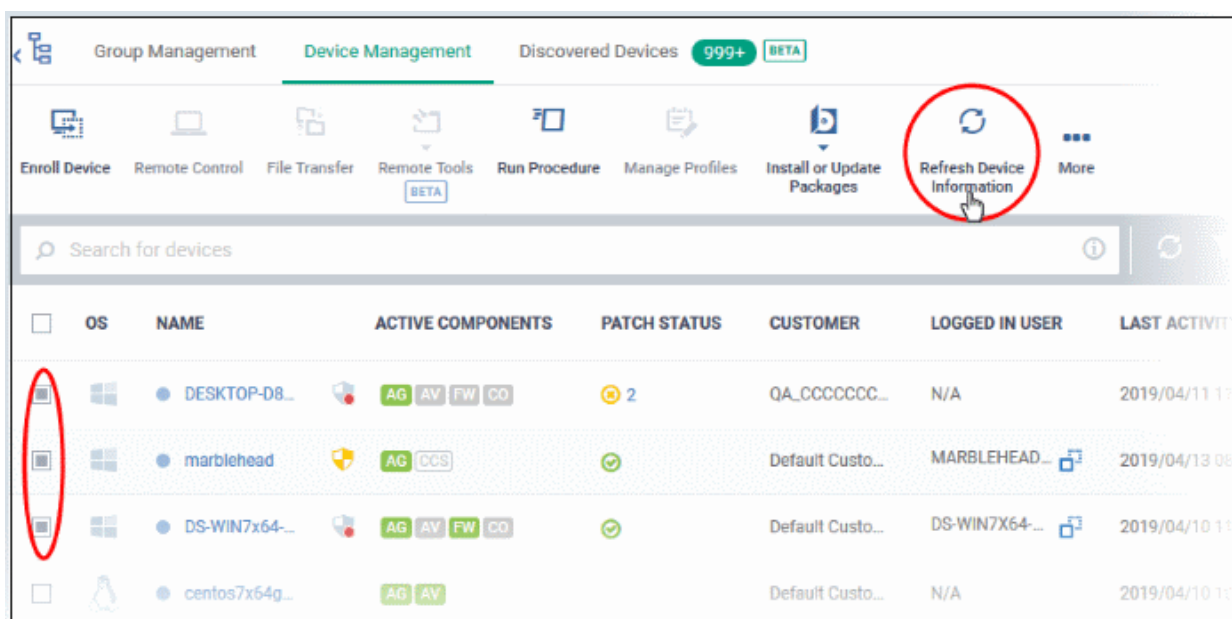 Group Management Device Management Discovered Devices 999+ BETA
Enroll Device Remote Control File Transfer Remote Tools Run Procedure Manage Profiles Install or Update Refresh Device More
BETA Packages Information
Search for devices
OS NAME ACTIVE COMPONENTS PATCH STATUS CUSTOMER LOGGED IN USER LAST ACTIVIT
DESKTOP-D8... AG AV FW CO 2 QA_CCCCCCC... N/A 2019/04/11
marblehead AG CCS Default Custo... MARBLEHEAD... 2019/04/13 08
DS-WIN7x64-... AG AV FW CO Default Custo... DS-WIN7X64-... 2019/04/10 11
centos7x64g... AG AV Default Custo... N/A 2019/04/10